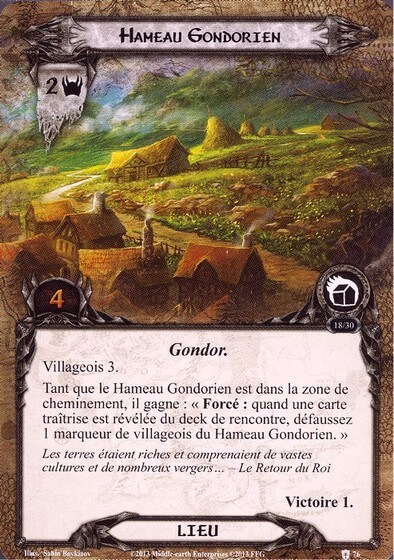 Hameau Gondorien
2
4
18/30
Gondor.
Villageois 3.
Tant que le Hameau Gondorien est dans la zone de
cheminement, il gagne : « Forcé : quand une carte
traîtrise est révélée du deck de rencontre, défaussez
1 marqueur de villageois du Hameau Gondorien. »
Les terres étaient riches et comprenaient de vastes
cultures et de nombreux vergers… – Le Retour du Roi
Victoire 1.
LIEU
Illus. Sabin Boykinov ©2013 Middle-earth Enterprises ©2013 FFG 76